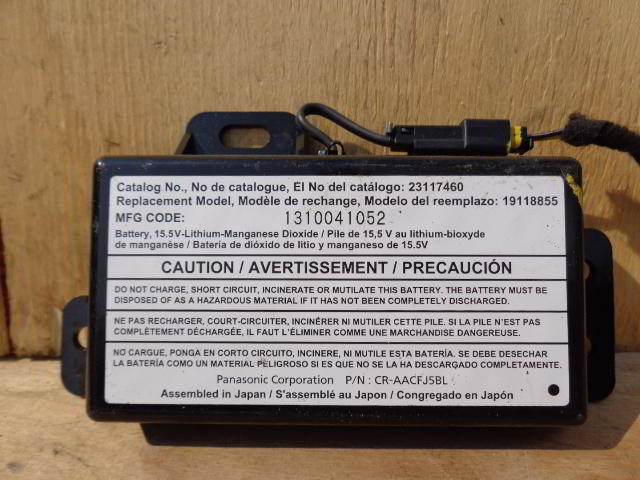 Catalog No., No de catalogue, El No del catálogo: 23117460
Replacement Model, Modèle de rechange, Modelo del reemplazo: 19118855
MFG CODE: 1310041052
Battery, 15.5V-Lithium-Manganese Dioxide / Pile de 15,5 V au lithium-bioxyde
de manganèse / Batería de dióxido de litio y manganeso de 15.5V
CAUTION / AVERTISSEMENT / PRECAUCIÓN
DO NOT CHARGE, SHORT CIRCUIT, INCINERATE OR MUTILATE THIS BATTERY. THE BATTERY MUST BE
DISPOSED OF AS A HAZARDOUS MATERIAL IF IT HAS NOT BEEN COMPLETELY DISCHARGED.
NE PAS RECHARGER, COURT-CIRCUITER, INCINÉRER NI MUTILER CETTE PILE. SI LA PILE N'EST PAS
COMPLÈTEMENT DÉCHARGÉE, IL FAUT L'ÉLIMINER COMME UNE MARCHANDISE DANGEREUSE.
NO CARGUE, PONGA EN CORTO CIRCUITO, INCINERE, NI MUTILE ESTA BATERÍA. SE DEBE DESECHAR
LA BATERÍA COMO UN MATERIAL PELIGROSO SI ES QUE NO SE LA HA DESCARGADO COMPLETAMENTE.
Panasonic Corporation P/N : CR-AACFJ5BL
Assembled in Japan / S'assemblé au Japon / Congregado en Japón